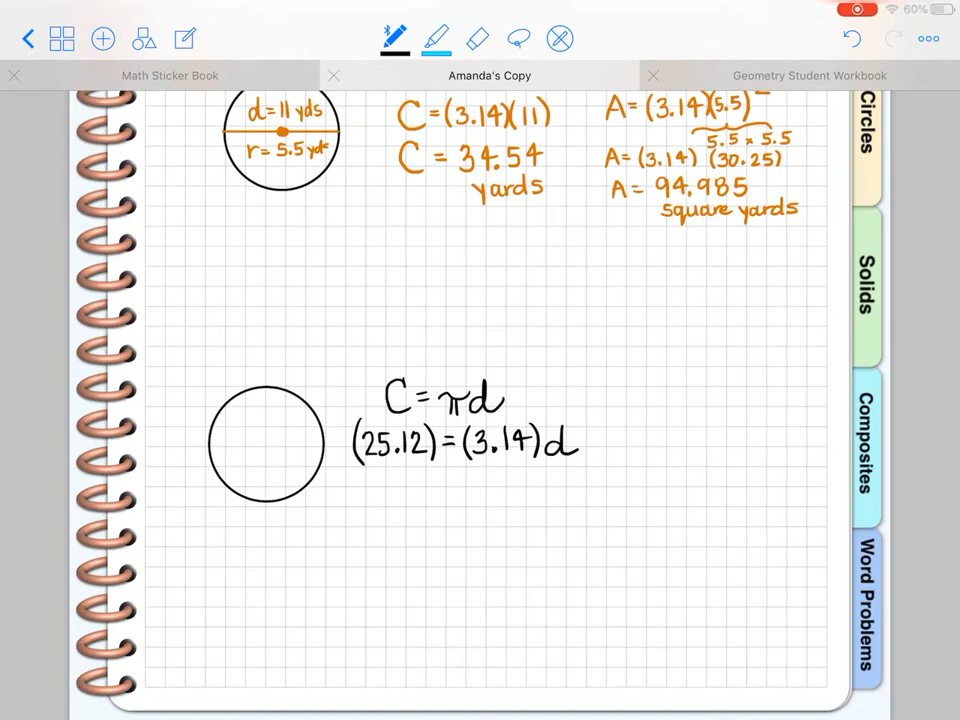 60%
Math Sticker Book
Amanda's Copy
Geometry Student Workbook
d=11 yds
r=5.5 yds
C=(3.14)(11)
C=34.54
yards
A=(3.14)(5.5)²
5.5 × 5.5
A=(3.14) (30.25)
A=94.985
square yards
C=πd
(25.12)=(3.14)d
Circles
Solids
Composites
Word Problems